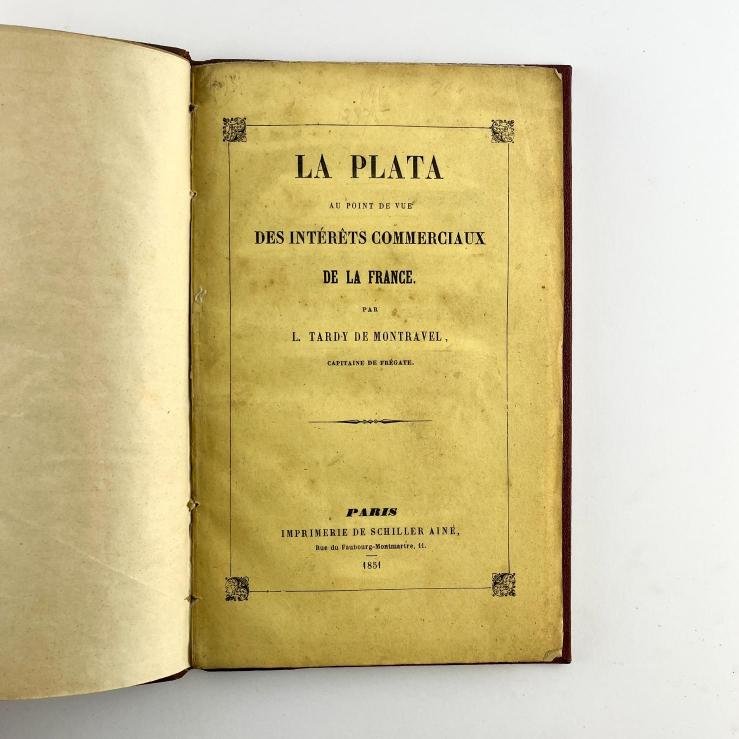 LA PLATA
AU POINT DE VUE
DES INTÉRÊTS COMMERCIAUX
DE LA FRANCE.
PAR
L. TARDY DE MONTRAVEL,
CAPITAINE DE FRÉGATE.
PARIS
IMPRIMERIE DE SCHILLER AINÉ,
Rue du Faubourg-Montmartre, 11.
1851